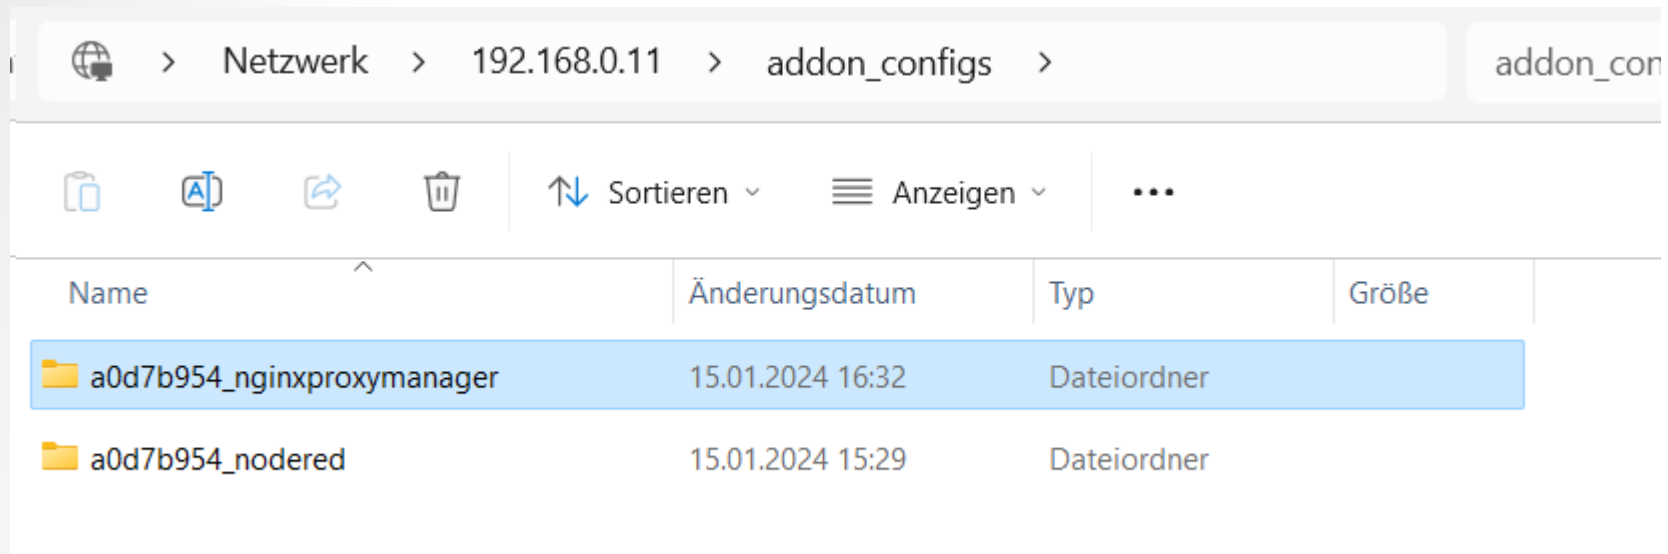 Netzwerk > 192.168.0.11 > addon_configs >
Sortieren Anzeigen
Name Änderungsdatum Typ Größe
a0d7b954_nginxproxymanager 15.01.2024 16:32 Dateiordner
a0d7b954_nodered 15.01.2024 15:29 Dateiordner